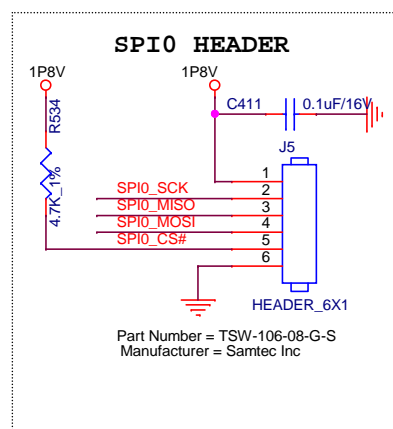 SPI0 HEADER
1P8V
1P8V
R534
4.7K_1%
C411
0.1uF/16V
J5
1
SPI0_SCK
2
SPI0_MISO
3
SPI0_MOSI
4
SPI0_CS#
5
6
HEADER_6X1
Part Number = TSW-106-08-G-S
Manufacturer = Samtec Inc